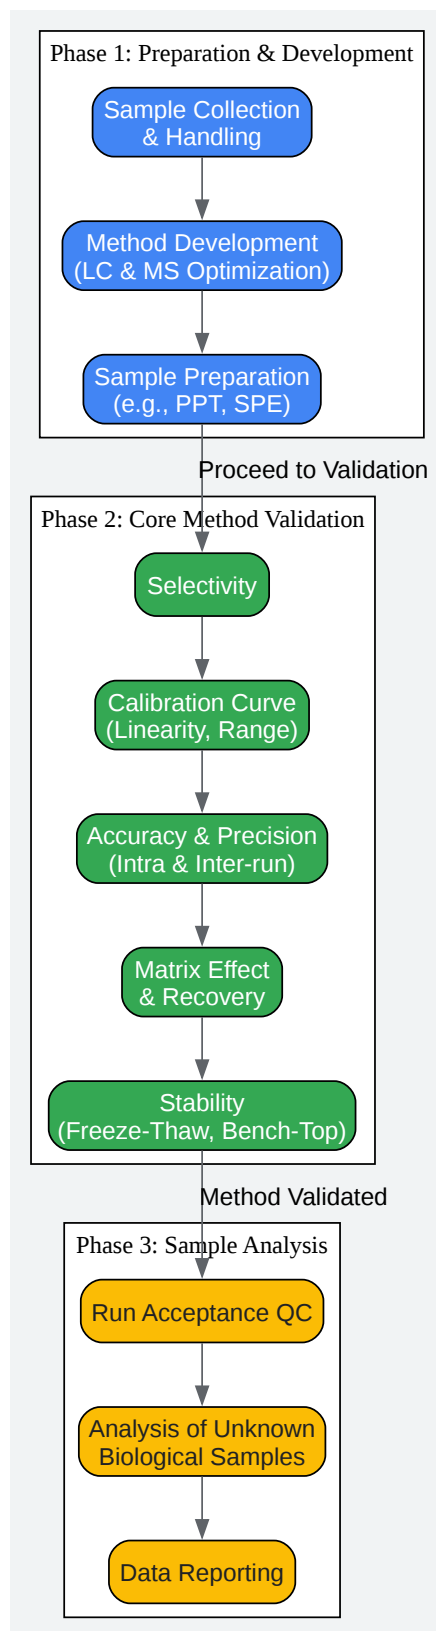 Phase 1: Preparation & Development
Sample Collection
& Handling
Method Development
(LC & MS Optimization)
Sample Preparation
(e.g., PPT, SPE)
Proceed to Validation
Phase 2: Core Method Validation
Selectivity
Calibration Curve
(Linearity, Range)
Accuracy & Precision
(Intra & Inter-run)
Matrix Effect
& Recovery
Stability
(Freeze-Thaw, Bench-Top)
Method Validated
Phase 3: Sample Analysis
Run Acceptance QC
Analysis of Unknown
Biological Samples
Data Reporting